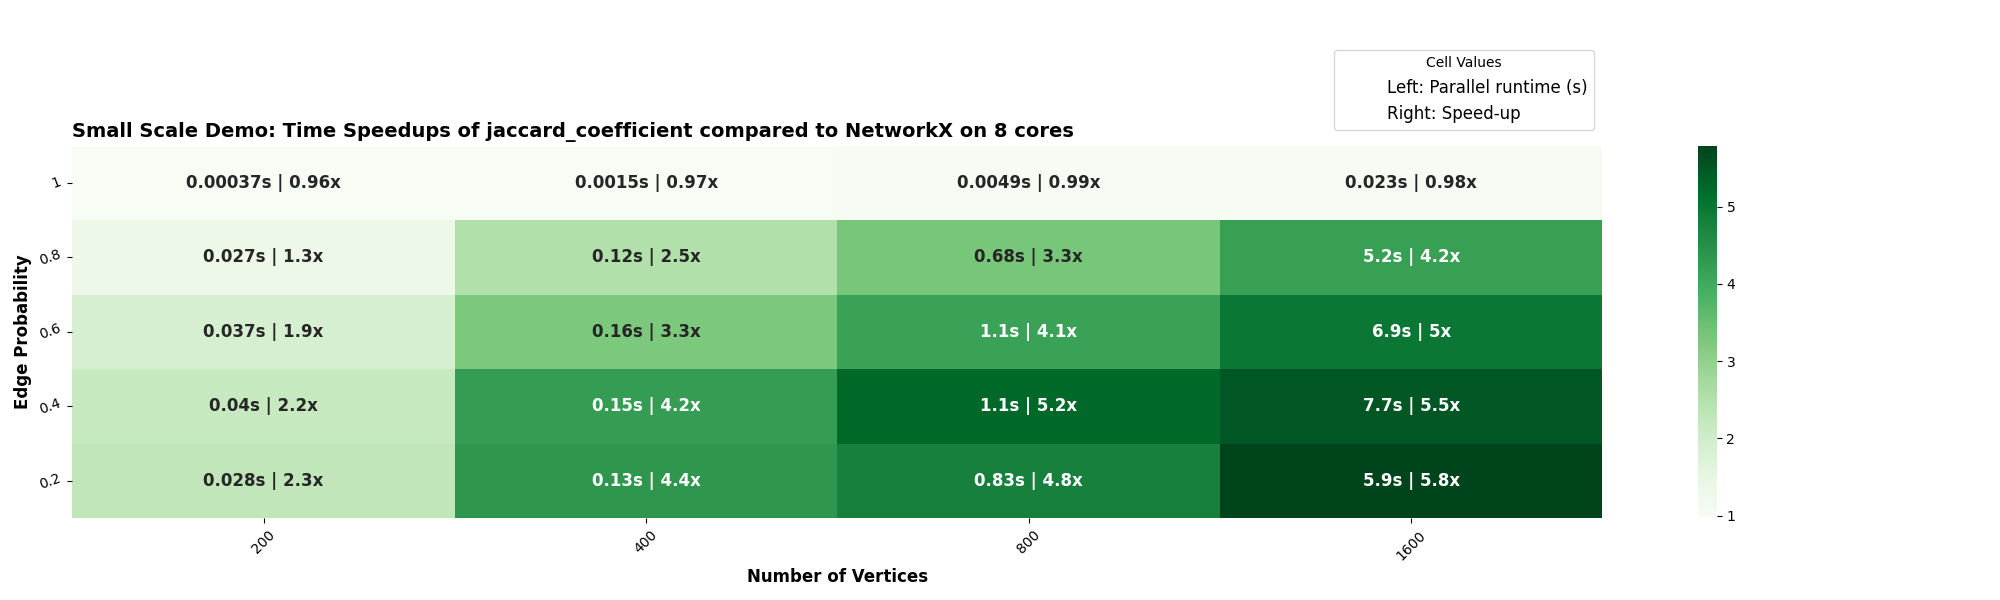 Cell Values
Left: Parallel runtime (s)
Right: Speed-up
Small Scale Demo: Time Speedups of jaccard_coefficient compared to NetworkX on 8 cores
Edge Probability
1
0.00037s | 0.96x
0.0015s | 0.97x
0.0049s | 0.99x
0.023s | 0.98x
0.8
0.027s | 1.3x
0.12s | 2.5x
0.68s | 3.3x
5.2s | 4.2x
0.6
0.037s | 1.9x
0.16s | 3.3x
1.1s | 4.1x
6.9s | 5x
0.4
0.04s | 2.2x
0.15s | 4.2x
1.1s | 5.2x
7.7s | 5.5x
0.2
0.028s | 2.3x
0.13s | 4.4x
0.83s | 4.8x
5.9s | 5.8x
200
400
800
1600
Number of Vertices
5
4
3
2
1